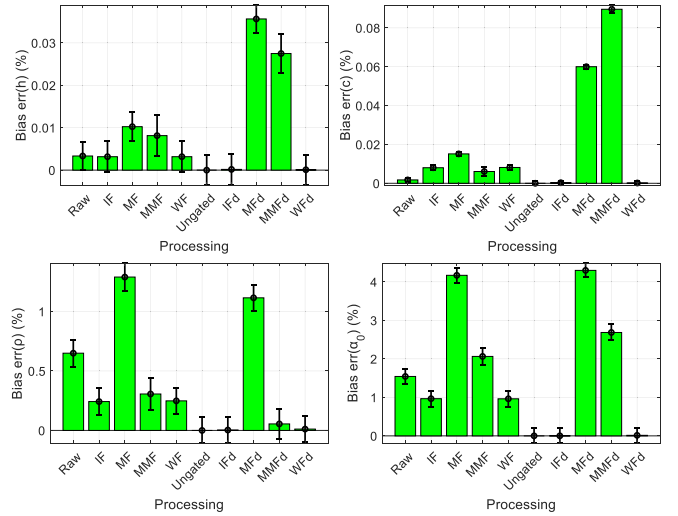 Bias err(h) (%)
0.03
0.02
0.01
0
Raw IF MF MMF WF Ungated IFd MFd MMFd WFd
Processing
Bias err(c) (%)
0.08
0.06
0.04
0.02
0
Raw IF MF MMF WF Ungated IFd MFd MMFd WFd
Processing
Bias err(ρ) (%)
1
0.5
0
Raw IF MF MMF WF Ungated IFd MFd MMFd WFd
Processing
Bias err(α₀) (%)
4
3
2
1
0
Raw IF MF MMF WF Ungated IFd MFd MMFd WFd
Processing